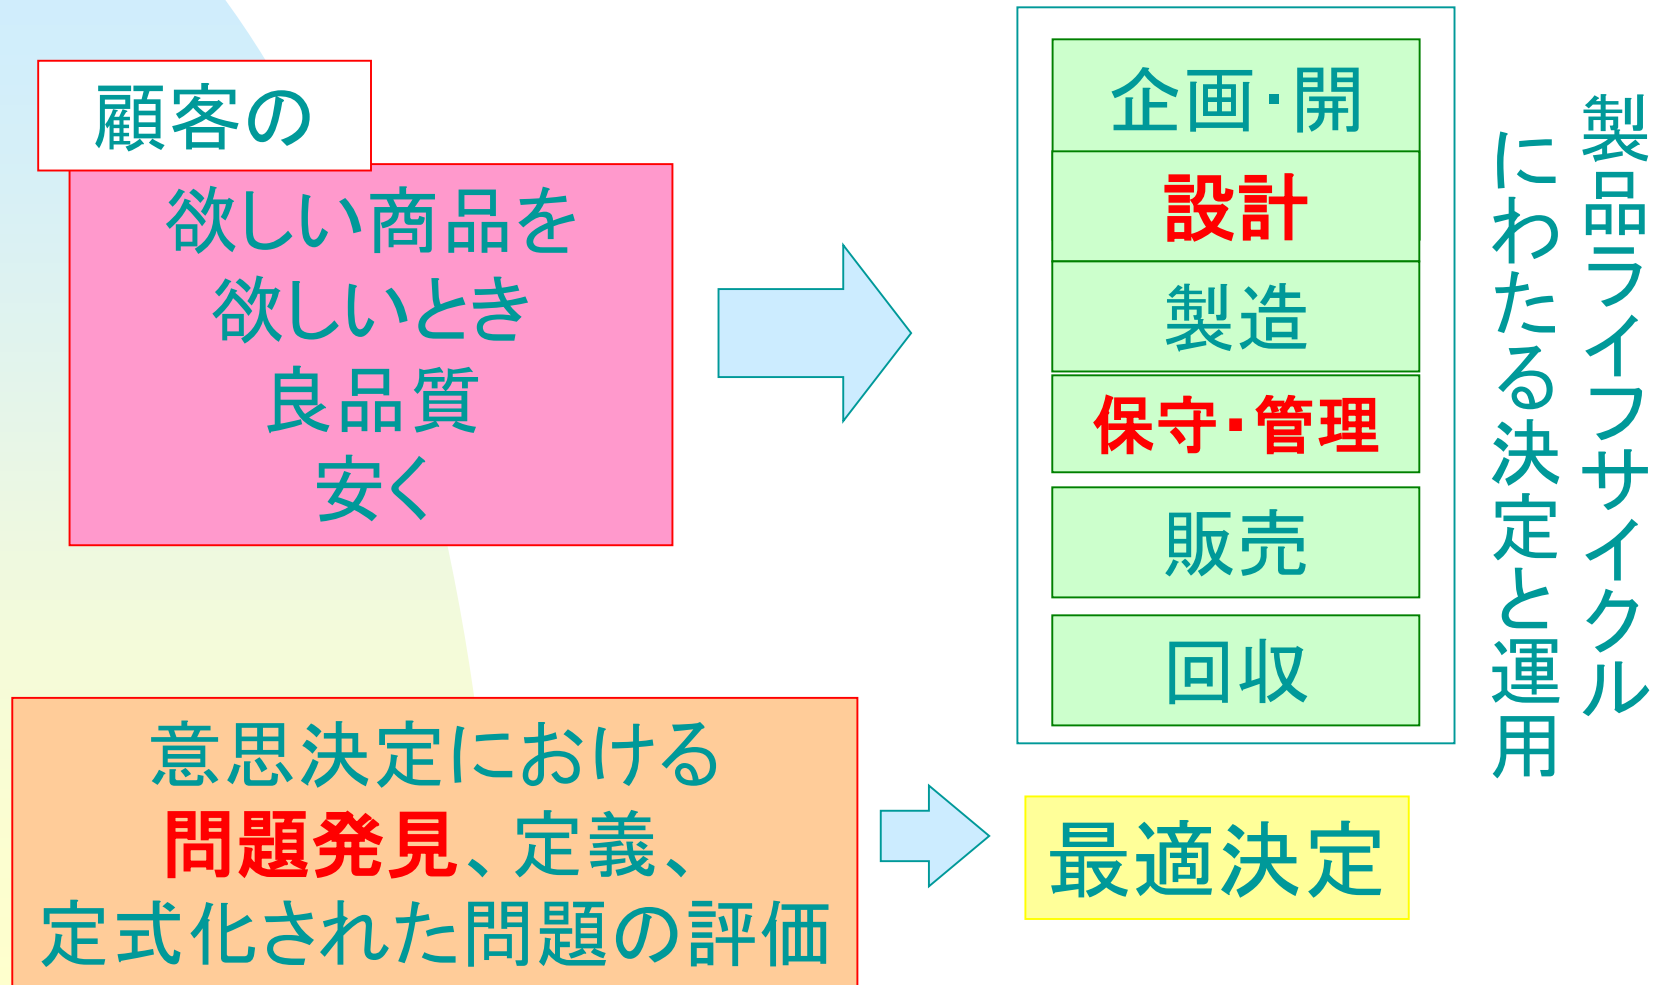 顧客の
欲しい商品を
欲しいとき
良品質
安く
企画・開
設計
製造
保守・管理
販売
回収
製品ライフサイクル
にわたる決定と運用
意思決定における
問題発見、定義、
定式化された問題の評価
最適決定